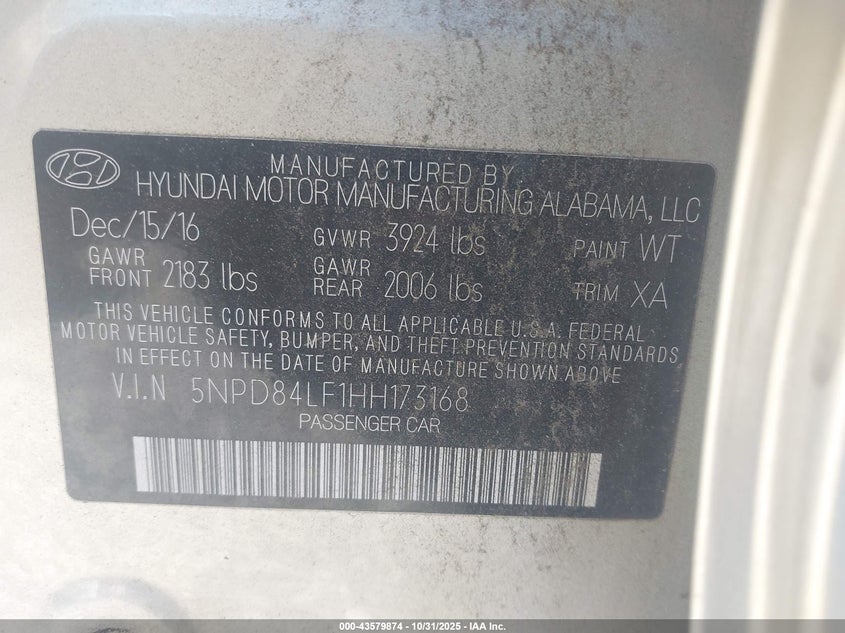 MANUFACTURED BY
HYUNDAI MOTOR MANUFACTURING ALABAMA, LLC
Dec/15/16 GVWR 3924 lbs PAINT WT
GAWR FRONT 2183 lbs GAWR REAR 2006 lbs TRIM XA
THIS VEHICLE CONFORMS TO ALL APPLICABLE U.S.A. FEDERAL
MOTOR VEHICLE SAFETY, BUMPER, AND THEFT PREVENTION STANDARDS
IN EFFECT ON THE DATE OF MANUFACTURE SHOWN ABOVE
V.I.N 5NPD84LF1HH173168
PASSENGER CAR
000-43579874 | 10/31/2025 - IAA Inc.